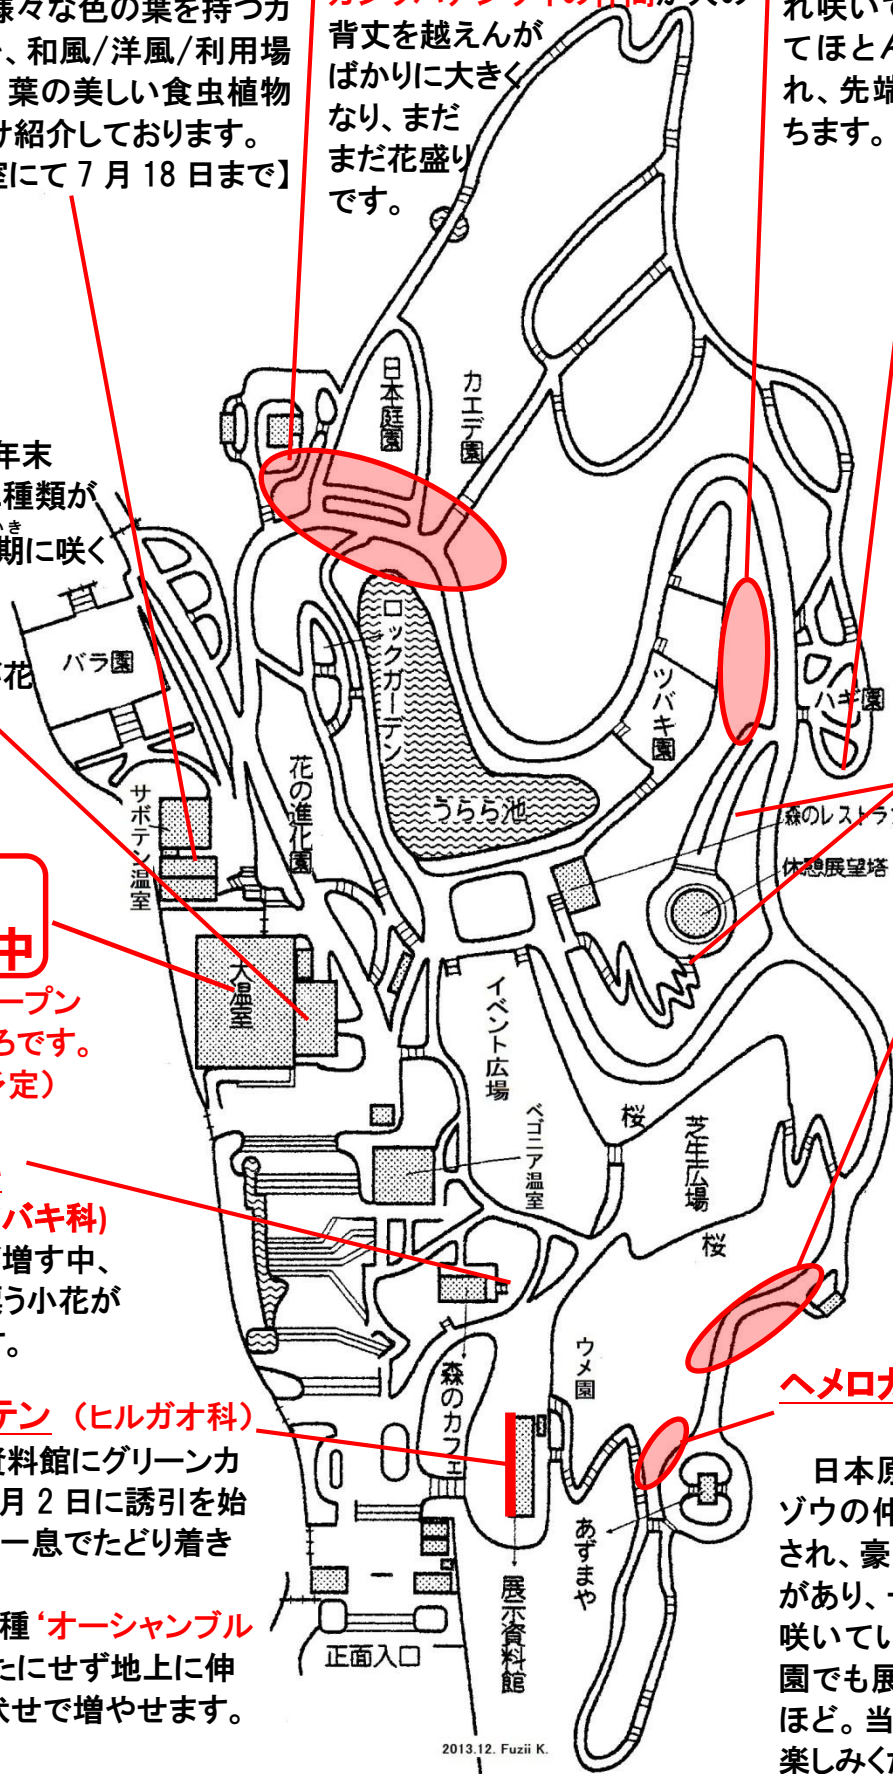 様々な色の葉を持つカ
、和風/洋風/利用場
葉の美しい食虫植物
け紹介しております。
室にて 7 月 18 日まで】
背丈を越えんが
ばかりに大きく
なり、まだ
まだ花盛り
です。
れ咲いて
てほとん
れ、先端
ちます。
年末
種類が
期に咲く
き
花
日本庭園
カエデ園
バラ園
ロックガーデン
ツバキ園
ハギ園
サボテン温室
花の進化園
うらら池
森のレストラン
休憩展望塔
中
ープン
ろです。
予定）
大温室
イベント広場
ベゴニア温室
桜
芝生広場
桜
バキ科)
増す中、
う小花が
す。
テン （ヒルガオ科）
資料館にグリーンカ
月 2 日に誘引を始
一息でたどり着き
種 ‘オーシャンブル
たにせず地上に伸
伏せで増やせます。
森のカフェ
ウメ園
あずまや
展示資料館
正面入口
ヘメロカ
日本原
ゾウの仲
され、豪
があり、
咲いてい
園でも展
ほど。当
楽しみく
2013.12. Fuzii K.